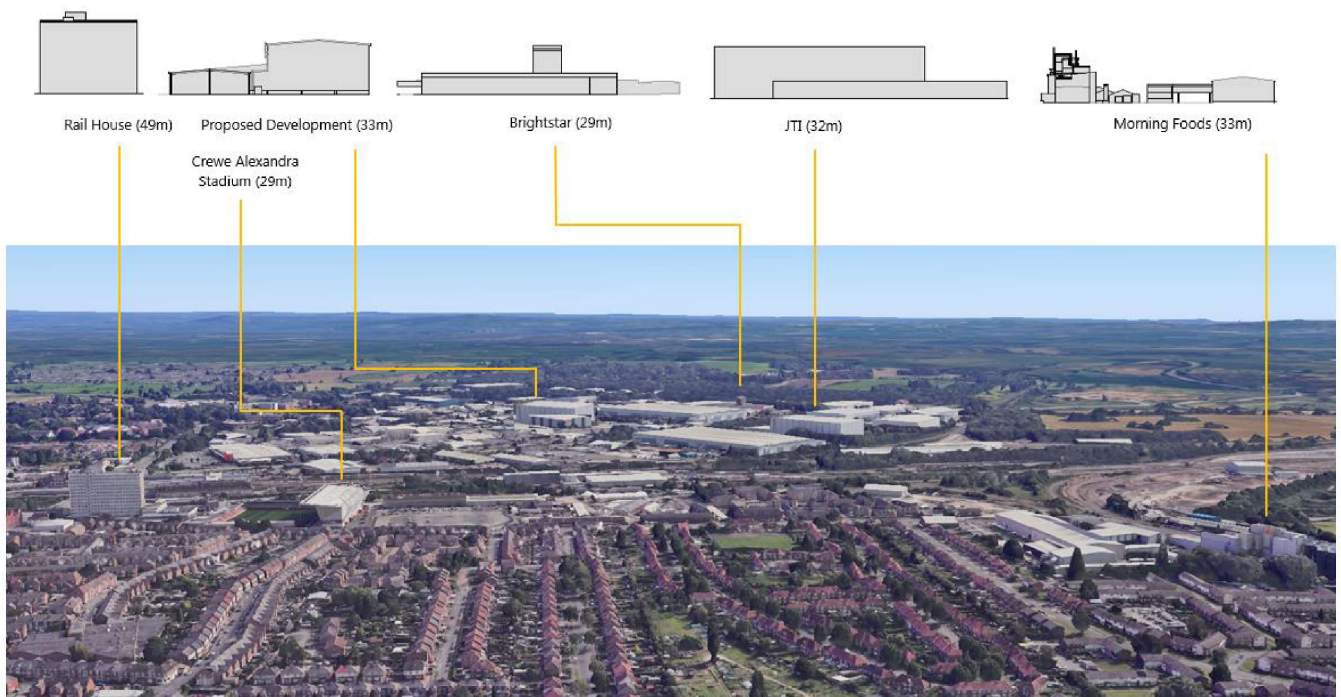 Rail House (49m)
Proposed Development (33m)
Brightstar (29m)
JTI (32m)
Morning Foods (33m)
Crewe Alexandra
Stadium (29m)